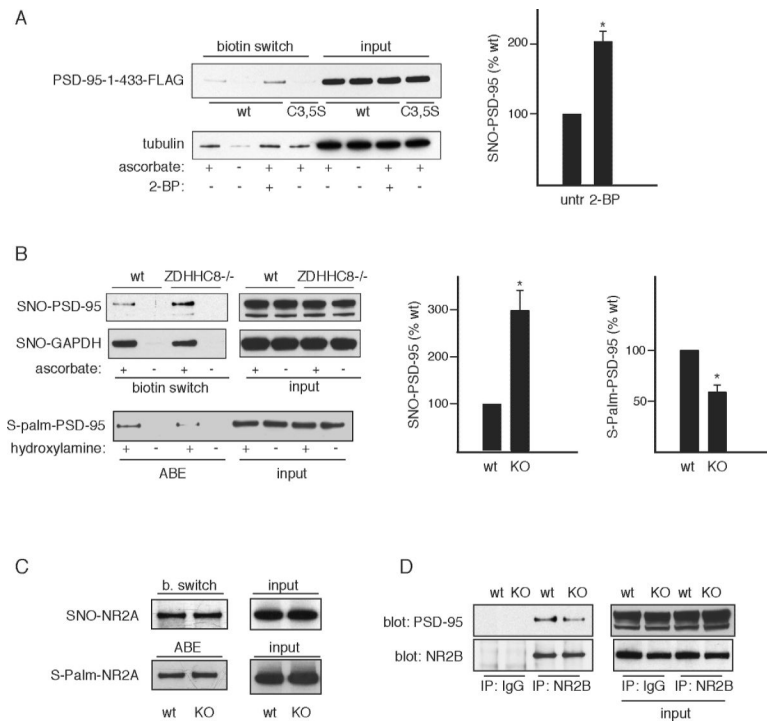 A
biotin switch input
PSD-95-1-433-FLAG
wt C3,5S wt C3,5S
tubulin
ascorbate: + - + + + - + +
2-BP: - - + - - - + -
SNO-PSD-95 (% wt)
200
100
untr 2-BP
B
wt ZDHHC8-/- wt ZDHHC8-/-
SNO-PSD-95
SNO-GAPDH
ascorbate: + - + - + - + -
biotin switch input
S-palm-PSD-95
hydroxylamine: + - + - + - + -
ABE input
SNO-PSD-95 (% wt)
300
*
100
wt KO
S-Palm-PSD-95 (% wt)
100
*
50
wt KO
C
b. switch input
SNO-NR2A
ABE input
S-Palm-NR2A
wt KO wt KO
D
wt KO wt KO wt KO wt KO
blot: PSD-95
blot: NR2B
IP: IgG IP: NR2B IP: IgG IP: NR2B
input